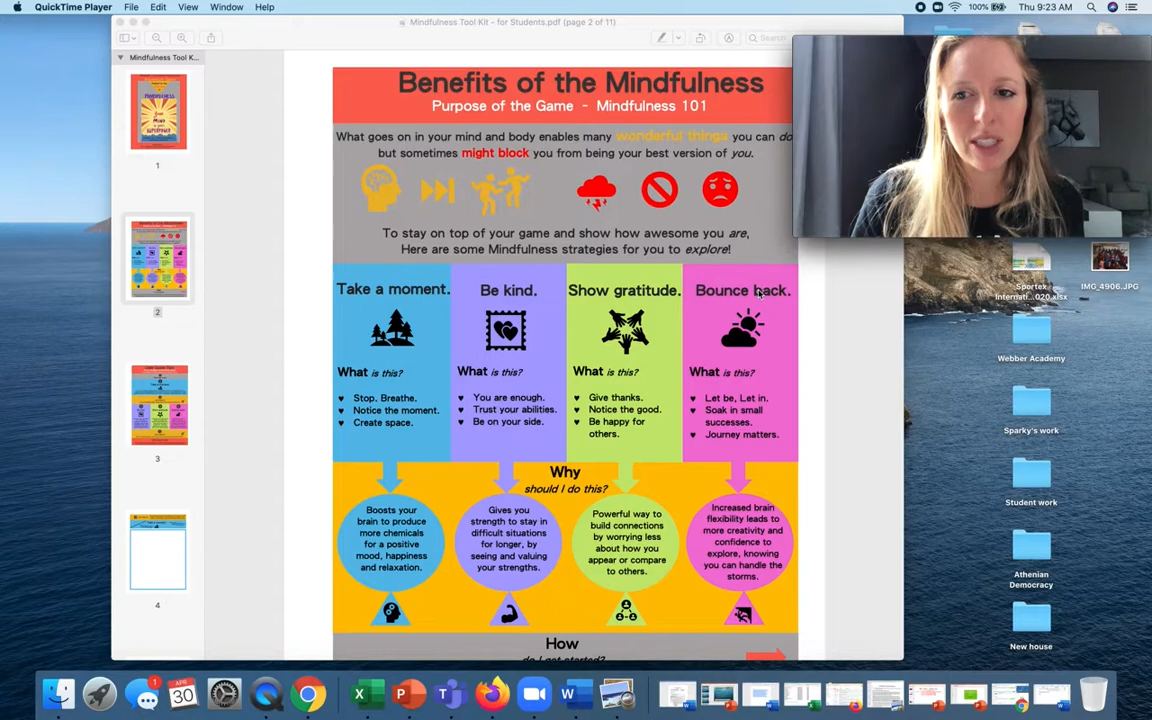 QuickTime Player File Edit View Window Help
100% Thu 9:23 AM
Mindfulness Tool Kit - for Students.pdf (page 2 of 11)
Search
Mindfulness Tool K...
1
2
3
4
Benefits of the Mindfulness
Purpose of the Game - Mindfulness 101
What goes on in your mind and body enables many wonderful things you can do
but sometimes might block you from being your best version of you.
To stay on top of your game and show how awesome you are,
Here are some Mindfulness strategies for you to explore!
Take a moment.
What is this?
♥ Stop. Breathe.
♥ Notice the moment.
♥ Create space.
Be kind.
What is this?
♥ You are enough.
♥ Trust your abilities.
♥ Be on your side.
Show gratitude.
What is this?
♥ Give thanks.
♥ Notice the good.
♥ Be happy for
others.
Bounce back.
What is this?
♥ Let be, Let in.
♥ Soak in small
successes.
♥ Journey matters.
Why
should I do this?
Boosts your
brain to produce
more chemicals
for a positive
mood, happiness
and relaxation.
Gives you
strength to stay in
difficult situations
for longer, by
seeing and valuing
your strengths.
Powerful way to
build connections
by worrying less
about how you
appear or compare
to others.
Increased brain
flexibility leads to
more creativity and
confidence to
explore, knowing
you can handle the
storms.
How
do I get started?
Sportex
Internati...020.xlsx
IMG_4906.JPG
Webber Academy
Sparky's work
Student work
Athenian
Democracy
New house
1
APR
30